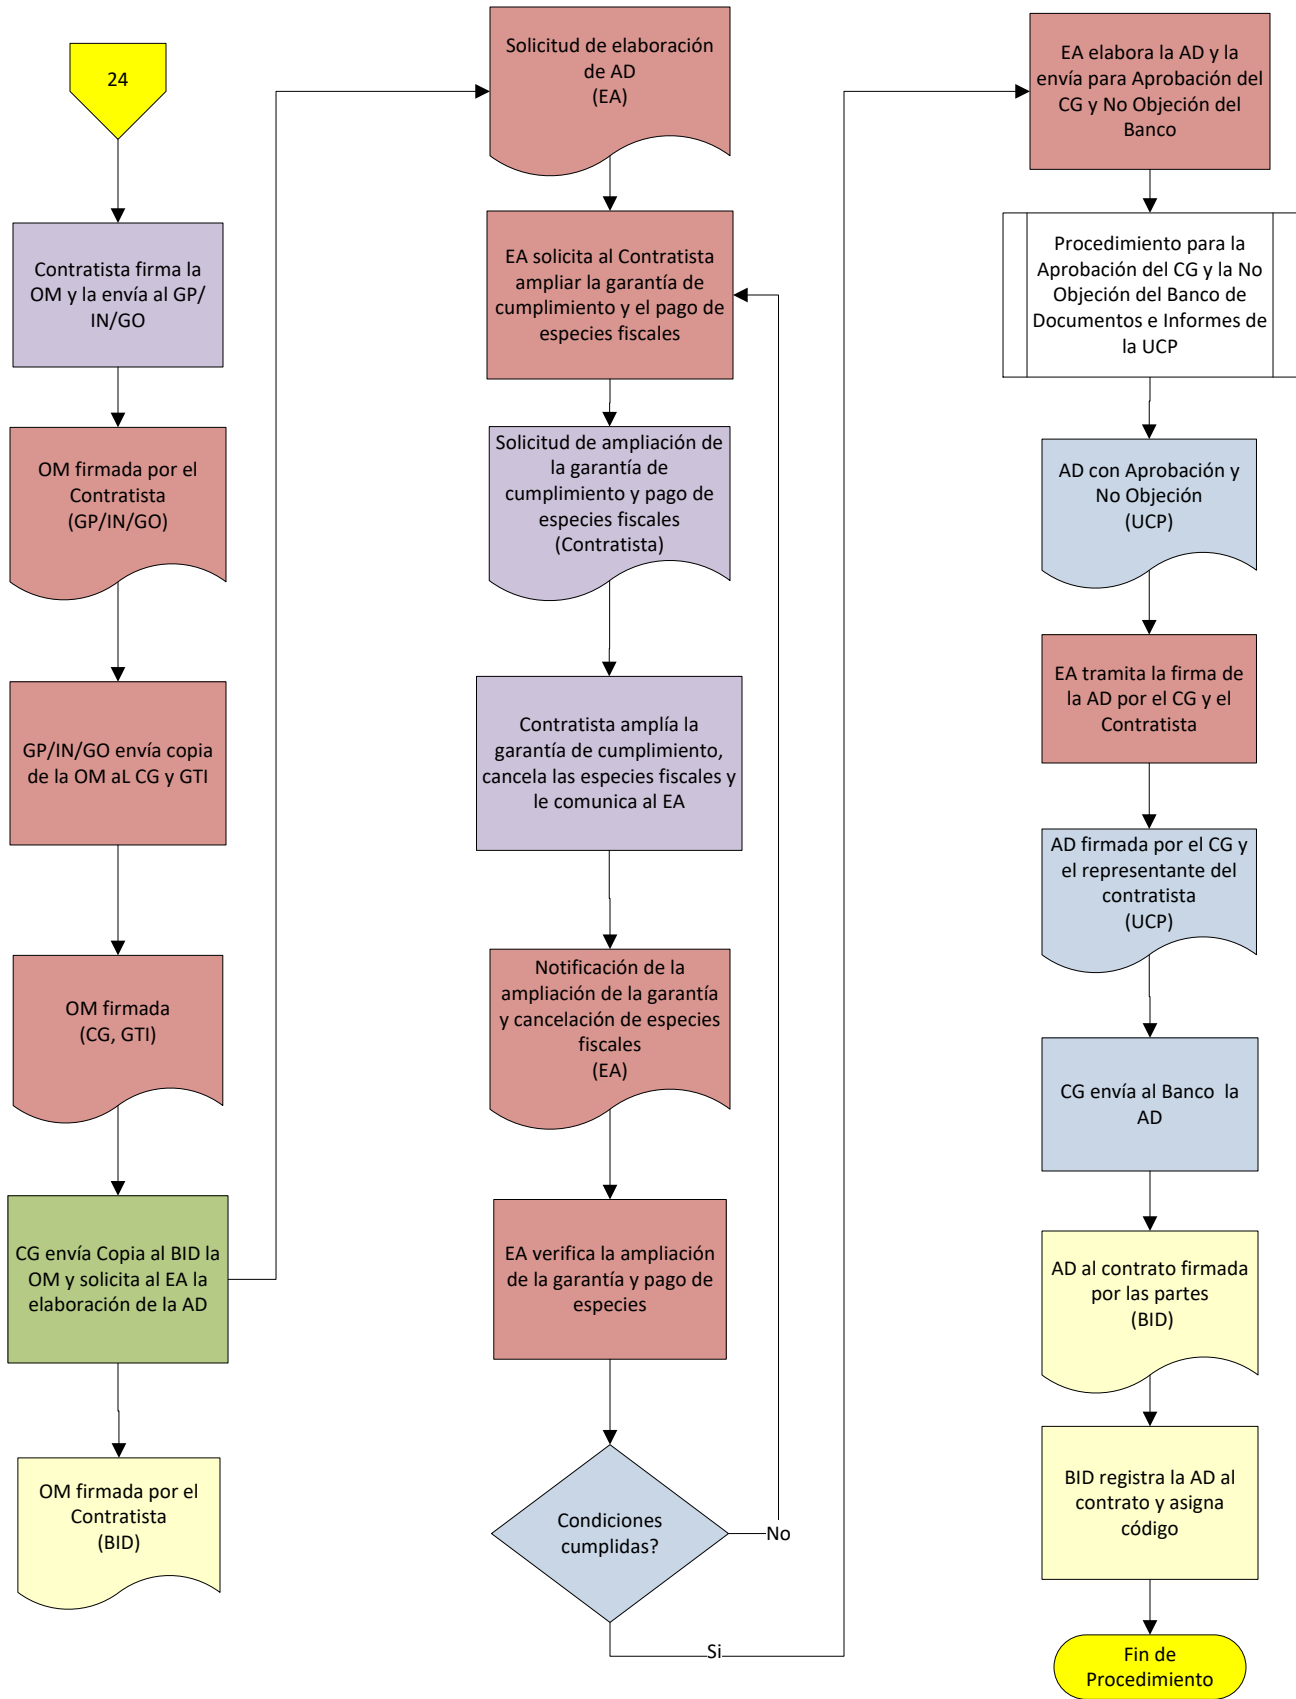 24
Contratista firma la
OM y la envía al GP/
IN/GO
OM firmada por el
Contratista
(GP/IN/GO)
GP/IN/GO envía copia
de la OM aL CG y GTI
OM firmada
(CG, GTI)
CG envía Copia al BID la
OM y solicita al EA la
elaboración de la AD
OM firmada por el
Contratista
(BID)
Solicitud de elaboración
de AD
(EA)
EA solicita al Contratista
ampliar la garantía de
cumplimiento y el pago de
especies fiscales
Solicitud de ampliación de
la garantía de
cumplimiento y pago de
especies fiscales
(Contratista)
Contratista amplía la
garantía de cumplimiento,
cancela las especies fiscales y
le comunica al EA
Notificación de la
ampliación de la garantía
y cancelación de especies
fiscales
(EA)
EA verifica la ampliación
de la garantía y pago de
especies
Condiciones
cumplidas?
No
Si
EA elabora la AD y la
envía para Aprobación del
CG y No Objeción del
Banco
Procedimiento para la
Aprobación del CG y la No
Objeción del Banco de
Documentos e Informes de
la UCP
AD con Aprobación y
No Objeción
(UCP)
EA tramita la firma de
la AD por el CG y el
Contratista
AD firmada por el CG y
el representante del
contratista
(UCP)
CG envía al Banco  la
AD
AD al contrato firmada
por las partes
(BID)
BID registra la AD al
contrato y asigna
código
Fin de
Procedimiento